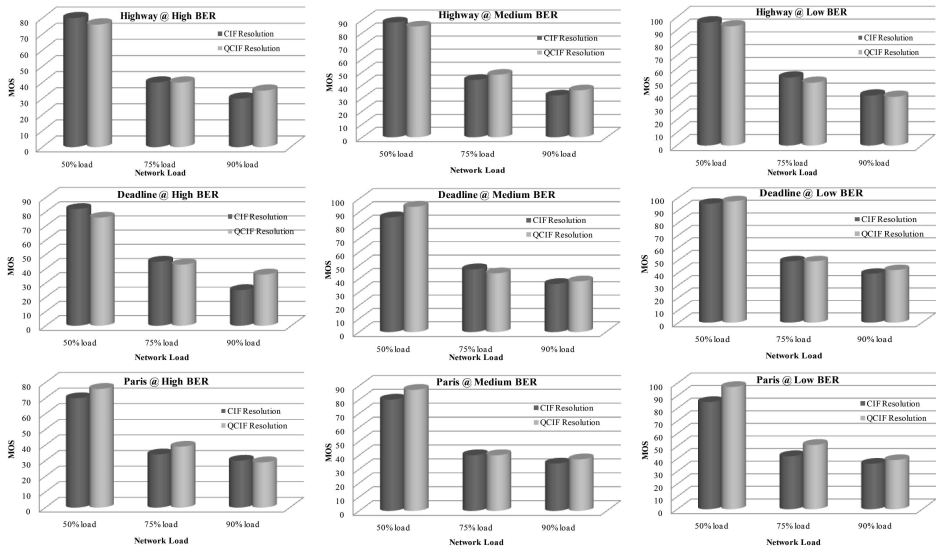 Highway @ High BER
80
70
60
50
40
30
20
10
0
MOS
CIF Resolution
QCIF Resolution
50% load
75% load
90% load
Network Load
Highway @ Medium BER
90
80
70
60
50
40
30
20
10
0
MOS
CIF Resolution
QCIF Resolution
50% load
75% load
90% load
Network Load
Highway @ Low BER
100
90
80
70
60
50
40
30
20
10
0
MOS
CIF Resolution
QCIF Resolution
50% load
75% load
90% load
Network Load
Deadline @ High BER
90
80
70
60
50
40
30
20
10
0
MOS
CIF Resolution
QCIF Resolution
50% load
75% load
90% load
Network Load
Deadline @ Medium BER
100
90
80
70
60
50
40
30
20
10
0
MOS
CIF Resolution
QCIF Resolution
50% load
75% load
90% load
Network Load
Deadline @ Low BER
100
90
80
70
60
50
40
30
20
10
0
MOS
CIF Resolution
QCIF Resolution
50% load
75% load
90% load
Network Load
Paris @ High BER
80
70
60
50
40
30
20
10
0
MOS
CIF Resolution
QCIF Resolution
50% load
75% load
90% load
Network Load
Paris @ Medium BER
90
80
70
60
50
40
30
20
10
0
MOS
CIF Resolution
QCIF Resolution
50% load
75% load
90% load
Network Load
Paris @ Low BER
100
90
80
70
60
50
40
30
20
10
0
MOS
CIF Resolution
QCIF Resolution
50% load
75% load
90% load
Network Load